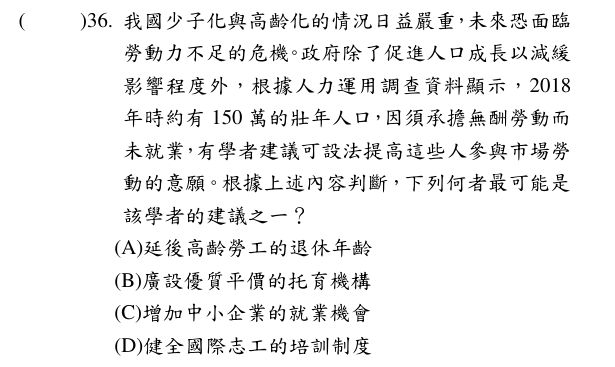 (　　)36. 我國少子化與高齡化的情況日益嚴重，未來恐面臨
勞動力不足的危機。政府除了促進人口成長以減緩
影響程度外，根據人力運用調查資料顯示，2018
年時約有 150 萬的壯年人口，因須承擔無酬勞動而
未就業，有學者建議可設法提高這些人參與市場勞
動的意願。根據上述內容判斷，下列何者最可能是
該學者的建議之一？
(A)延後高齡勞工的退休年齡
(B)廣設優質平價的托育機構
(C)增加中小企業的就業機會
(D)健全國際志工的培訓制度